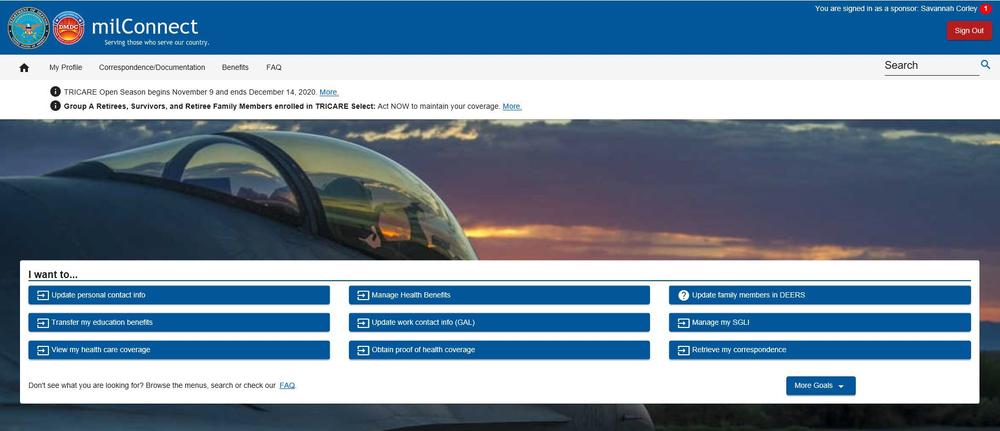 You are signed in as a sponsor: Savannah Corley 1
DEPARTMENT OF DEFENSE
UNITED STATES OF AMERICA
DMDC
milConnect
Serving those who serve our country.
Sign Out
My Profile Correspondence/Documentation Benefits FAQ Search
TRICARE Open Season begins November 9 and ends December 14, 2020. More.
Group A Retirees, Survivors, and Retiree Family Members enrolled in TRICARE Select: Act NOW to maintain your coverage. More.
I want to...
Update personal contact info Manage Health Benefits Update family members in DEERS
Transfer my education benefits Update work contact info (GAL) Manage my SGLI
View my health care coverage Obtain proof of health coverage Retrieve my correspondence
Don't see what you are looking for? Browse the menus, search or check our FAQ. More Goals